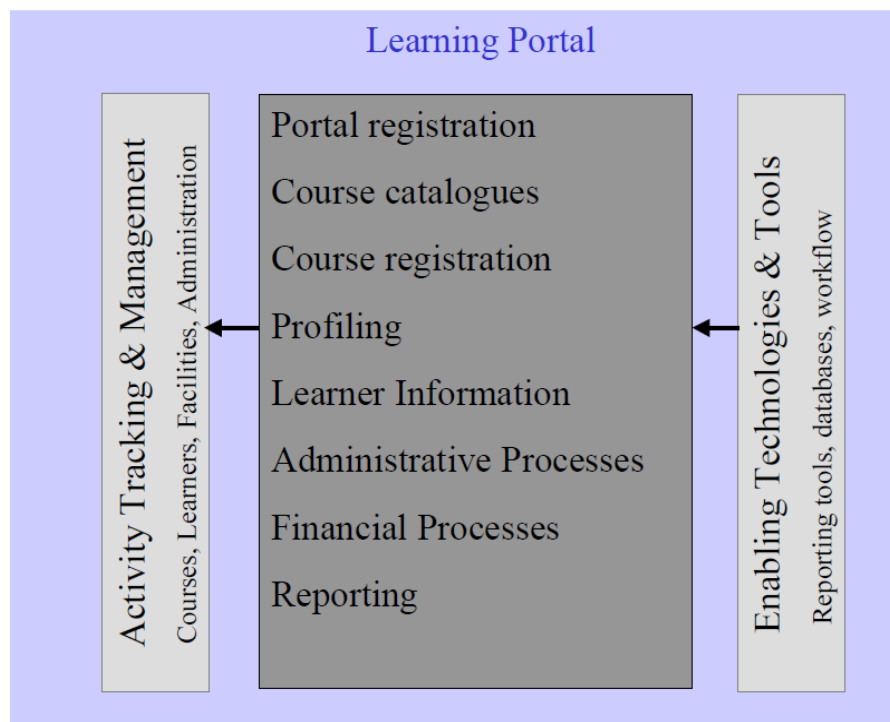 Learning Portal
Activity Tracking & Management
Courses, Learners, Facilities, Administration
Portal registration
Course catalogues
Course registration
Profiling
Learner Information
Administrative Processes
Financial Processes
Reporting
Enabling Technologies & Tools
Reporting tools, databases, workflow